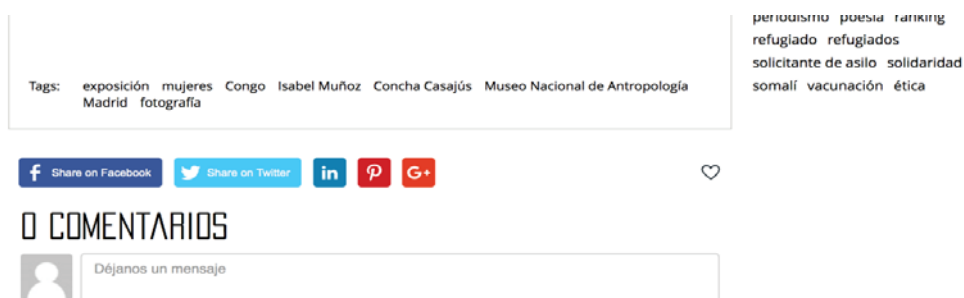 Tags: exposición mujeres Congo Isabel Muñoz Concha Casajús Museo Nacional de Antropología
Madrid fotografía
periodismo poesía ranking
refugiado refugiados
solicitante de asilo solidaridad
somalí vacunación ética
f Share on Facebook Share on Twitter in G+
0 COMENTARIOS
Déjanos un mensaje